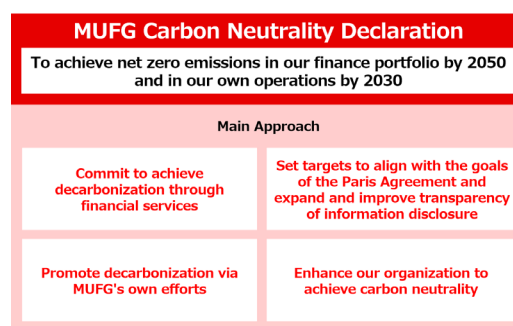 MUFG Carbon Neutrality Declaration
To achieve net zero emissions in our finance portfolio by 2050
and in our own operations by 2030
Main Approach
Commit to achieve
decarbonization through
financial services
Set targets to align with the goals
of the Paris Agreement and
expand and improve transparency
of information disclosure
Promote decarbonization via
MUFG's own efforts
Enhance our organization to
achieve carbon neutrality